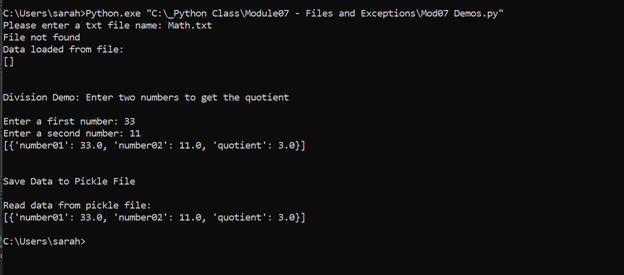 C:\Users\sarah>Python.exe "C:\_Python Class\Module07 - Files and Exceptions\Mod07 Demos.py"
Please enter a txt file name: Math.txt
File not found
Data loaded from file:
[]
Division Demo: Enter two numbers to get the quotient
Enter a first number: 33
Enter a second number: 11
[{'number01': 33.0, 'number02': 11.0, 'quotient': 3.0}]
Save Data to Pickle File
Read data from pickle file:
[{'number01': 33.0, 'number02': 11.0, 'quotient': 3.0}]
C:\Users\sarah>